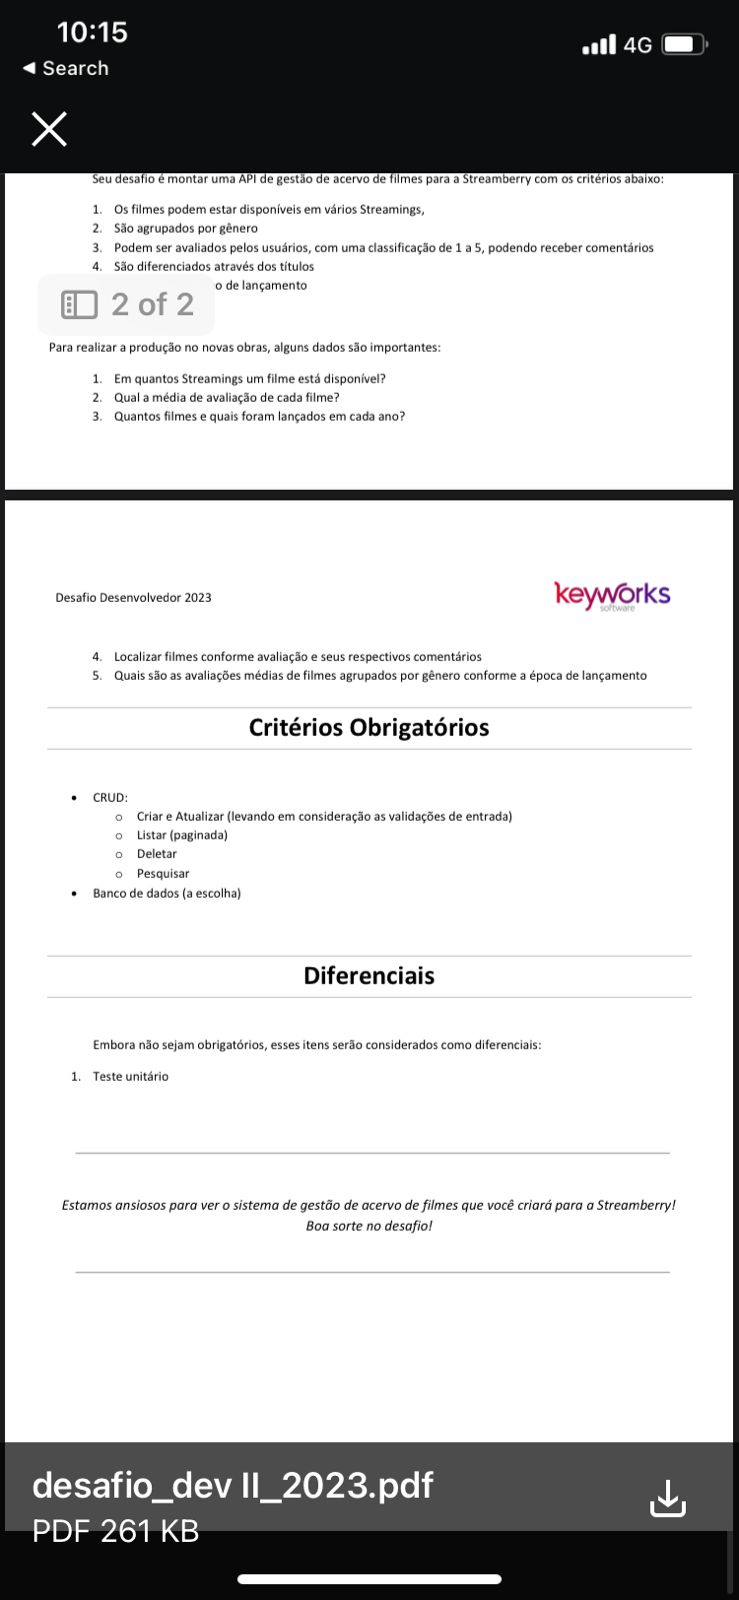 10:15
4G
◄ Search
Seu desafio é montar uma API de gestão de acervo de filmes para a Streamberry com os critérios abaixo:
1. Os filmes podem estar disponíveis em vários Streamings,
2. São agrupados por gênero
3. Podem ser avaliados pelos usuários, com uma classificação de 1 a 5, podendo receber comentários
4. São diferenciados através dos títulos
o de lançamento
2 of 2
Para realizar a produção no novas obras, alguns dados são importantes:
1. Em quantos Streamings um filme está disponível?
2. Qual a média de avaliação de cada filme?
3. Quantos filmes e quais foram lançados em cada ano?
Desafio Desenvolvedor 2023
keyworks
software
4. Localizar filmes conforme avaliação e seus respectivos comentários
5. Quais são as avaliações médias de filmes agrupados por gênero conforme a época de lançamento
Critérios Obrigatórios
• CRUD:
o Criar e Atualizar (levando em consideração as validações de entrada)
o Listar (paginada)
o Deletar
o Pesquisar
• Banco de dados (a escolha)
Diferenciais
Embora não sejam obrigatórios, esses itens serão considerados como diferenciais:
1. Teste unitário
Estamos ansiosos para ver o sistema de gestão de acervo de filmes que você criará para a Streamberry!
Boa sorte no desafio!
desafio_dev II_2023.pdf
PDF 261 KB